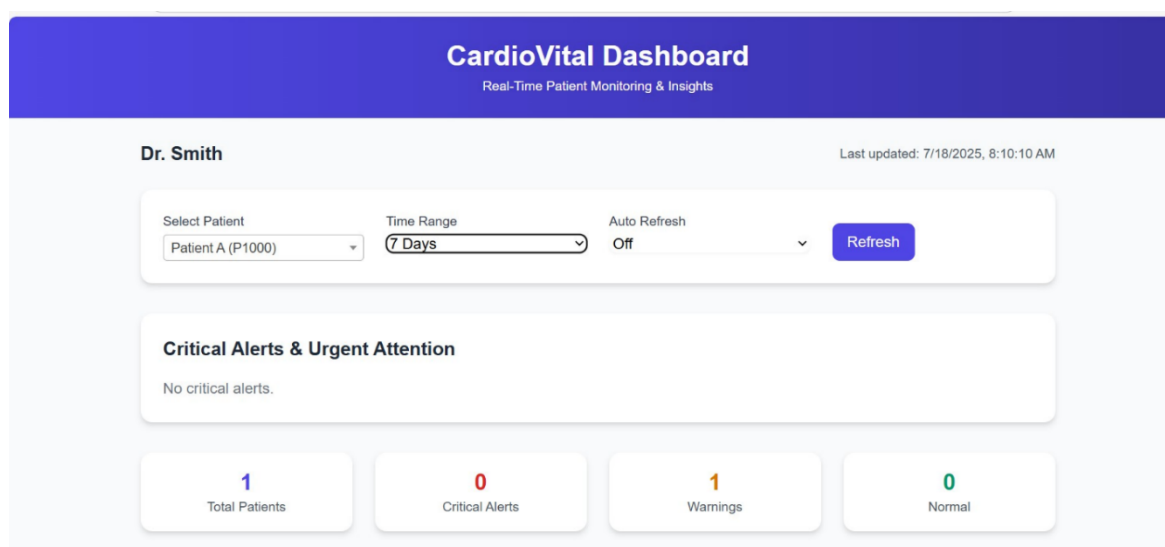 CardioVital Dashboard
Real-Time Patient Monitoring & Insights
Dr. Smith
Last updated: 7/18/2025, 8:10:10 AM
Select Patient
Time Range
Auto Refresh
Patient A (P1000)
7 Days
Off
Refresh
Critical Alerts & Urgent Attention
No critical alerts.
1
Total Patients
0
Critical Alerts
1
Warnings
0
Normal